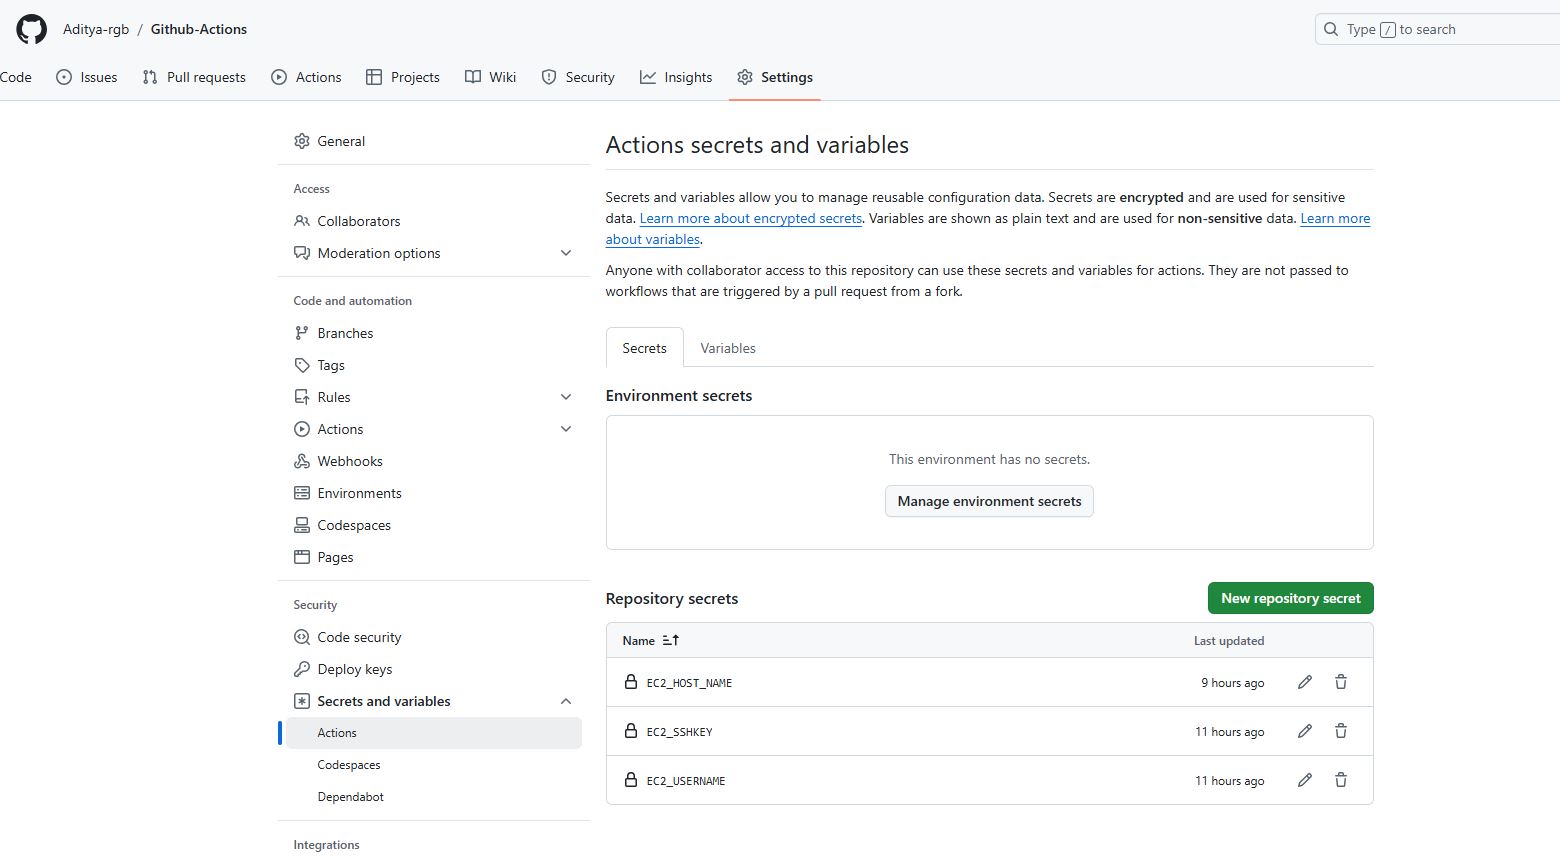 Aditya-rgb / Github-Actions
Type / to search
Code Issues Pull requests Actions Projects Wiki Security Insights Settings
General
Access
Collaborators
Moderation options
Code and automation
Branches
Tags
Rules
Actions
Webhooks
Environments
Codespaces
Pages
Security
Code security
Deploy keys
Secrets and variables
Actions
Codespaces
Dependabot
Integrations
Actions secrets and variables
Secrets and variables allow you to manage reusable configuration data. Secrets are encrypted and are used for sensitive
data. Learn more about encrypted secrets. Variables are shown as plain text and are used for non-sensitive data. Learn more
about variables.
Anyone with collaborator access to this repository can use these secrets and variables for actions. They are not passed to
workflows that are triggered by a pull request from a fork.
Secrets Variables
Environment secrets
This environment has no secrets.
Manage environment secrets
Repository secrets
New repository secret
Name Last updated
EC2_HOST_NAME 9 hours ago
EC2_SSHKEY 11 hours ago
EC2_USERNAME 11 hours ago